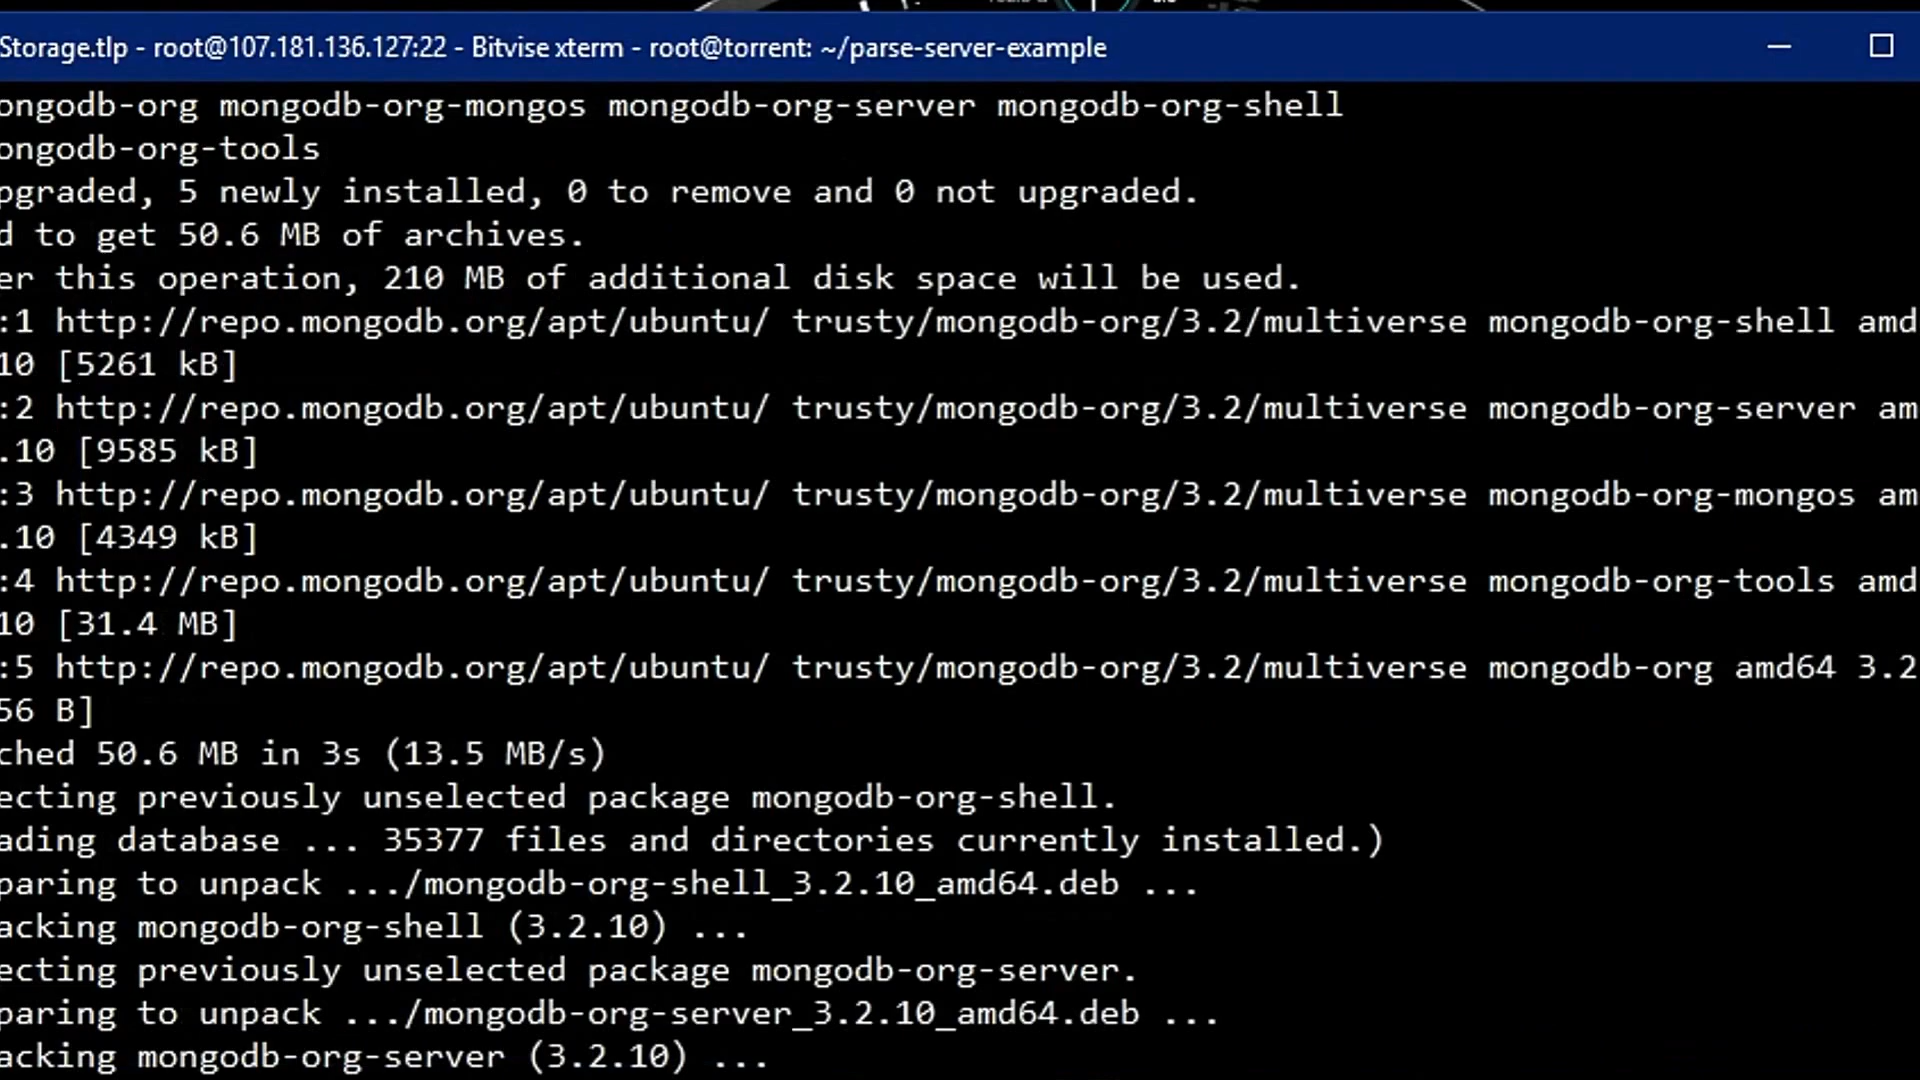 Storage.tlp - root@107.181.136.127:22 - Bitvise xterm - root@torrent: ~/parse-server-example
ongodb-org mongodb-org-mongos mongodb-org-server mongodb-org-shell
ongodb-org-tools
pgraded, 5 newly installed, 0 to remove and 0 not upgraded.
d to get 50.6 MB of archives.
er this operation, 210 MB of additional disk space will be used.
:1 http://repo.mongodb.org/apt/ubuntu/ trusty/mongodb-org/3.2/multiverse mongodb-org-shell amd
10 [5261 kB]
:2 http://repo.mongodb.org/apt/ubuntu/ trusty/mongodb-org/3.2/multiverse mongodb-org-server am
.10 [9585 kB]
:3 http://repo.mongodb.org/apt/ubuntu/ trusty/mongodb-org/3.2/multiverse mongodb-org-mongos am
.10 [4349 kB]
:4 http://repo.mongodb.org/apt/ubuntu/ trusty/mongodb-org/3.2/multiverse mongodb-org-tools amd
10 [31.4 MB]
:5 http://repo.mongodb.org/apt/ubuntu/ trusty/mongodb-org/3.2/multiverse mongodb-org amd64 3.2
56 B]
ched 50.6 MB in 3s (13.5 MB/s)
ecting previously unselected package mongodb-org-shell.
ading database ... 35377 files and directories currently installed.)
paring to unpack .../mongodb-org-shell_3.2.10_amd64.deb ...
acking mongodb-org-shell (3.2.10) ...
ecting previously unselected package mongodb-org-server.
paring to unpack .../mongodb-org-server_3.2.10_amd64.deb ...
acking mongodb-org-server (3.2.10) ...